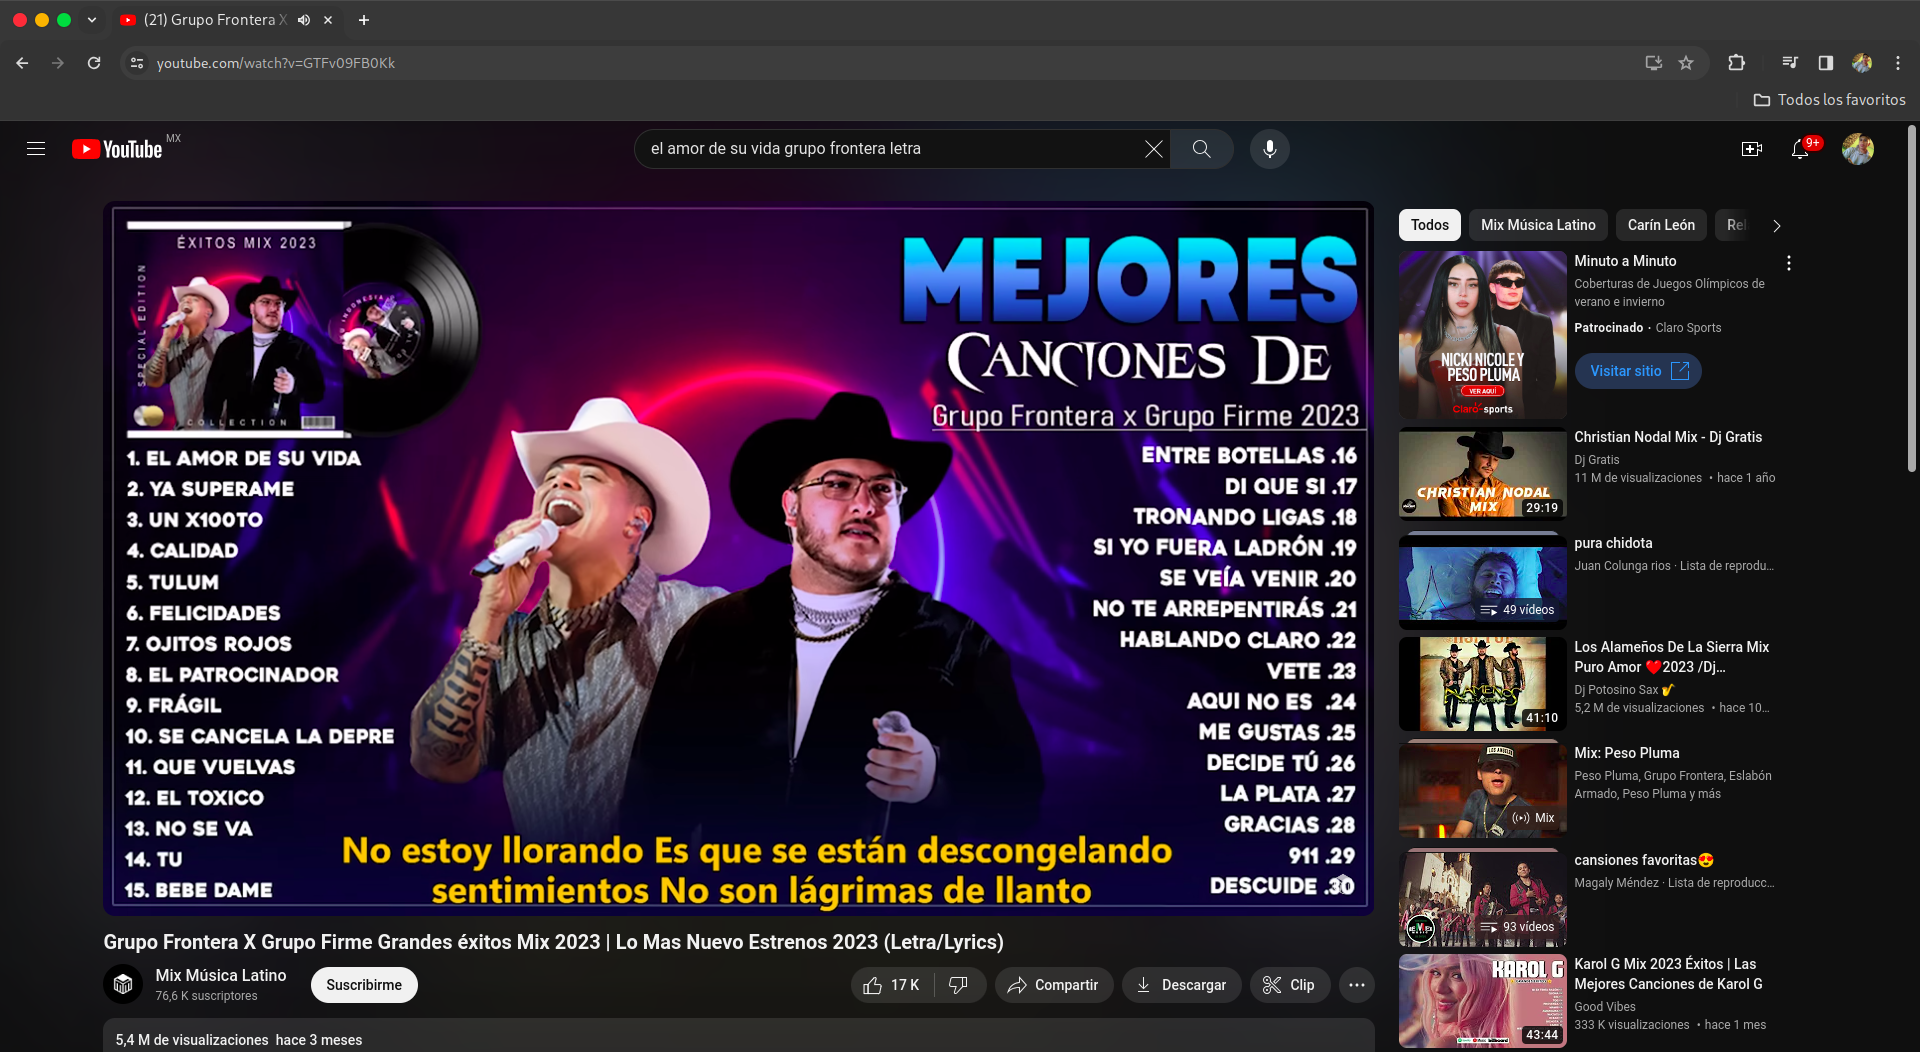 (21) Grupo Frontera X
youtube.com/watch?v=GTFv09FB0Kk
Todos los favoritos
YouTube MX
el amor de su vida grupo frontera letra
9+
ÉXITOS MIX 2023
SPECIAL EDITION
COLLECTION
MEJORES
CANCIONES DE
Grupo Frontera x Grupo Firme 2023
1. EL AMOR DE SU VIDA
2. YA SUPERAME
3. UN X100TO
4. CALIDAD
5. TULUM
6. FELICIDADES
7. OJITOS ROJOS
8. EL PATROCINADOR
9. FRÁGIL
10. SE CANCELA LA DEPRE
11. QUE VUELVAS
12. EL TOXICO
13. NO SE VA
14. TU
15. BEBE DAME
ENTRE BOTELLAS .16
DI QUE SI .17
TRONANDO LIGAS .18
SI YO FUERA LADRÓN .19
SE VEÍA VENIR .20
NO TE ARREPENTIRÁS .21
HABLANDO CLARO .22
VETE .23
AQUI NO ES .24
ME GUSTAS .25
DECIDE TÚ .26
LA PLATA .27
GRACIAS .28
911 .29
DESCUIDE .30
No estoy llorando Es que se están descongelando
sentimientos No son lágrimas de llanto
Grupo Frontera X Grupo Firme Grandes éxitos Mix 2023 | Lo Mas Nuevo Estrenos 2023 (Letra/Lyrics)
Mix Música Latino
76,6 K suscriptores
Suscribirme
17 K
Compartir
Descargar
Clip
5,4 M de visualizaciones hace 3 meses
Todos
Mix Música Latino
Carín León
Rel
NICKI NICOLE Y
PESO PLUMA
VER AQUÍ
Claro sports
Minuto a Minuto
Coberturas de Juegos Olímpicos de
verano e invierno
Patrocinado · Claro Sports
Visitar sitio
CHRISTIAN NODAL
MIX
29:19
Christian Nodal Mix - Dj Gratis
Dj Gratis
11 M de visualizaciones • hace 1 año
49 vídeos
pura chidota
Juan Colunga rios · Lista de reprodu...
ALAMEÑOS
41:10
Los Alameños De La Sierra Mix
Puro Amor ❤️2023 /Dj...
Dj Potosino Sax🎷
5,2 M de visualizaciones • hace 10...
LOS ANGELES
Mix
Mix: Peso Pluma
Peso Pluma, Grupo Frontera, Eslabón
Armado, Peso Pluma y más
93 vídeos
cansiones favoritas😍
Magaly Méndez · Lista de reproducc...
KAROL G
43:44
Karol G Mix 2023 Éxitos | Las
Mejores Canciones de Karol G
Good Vibes
333 K visualizaciones • hace 1 mes